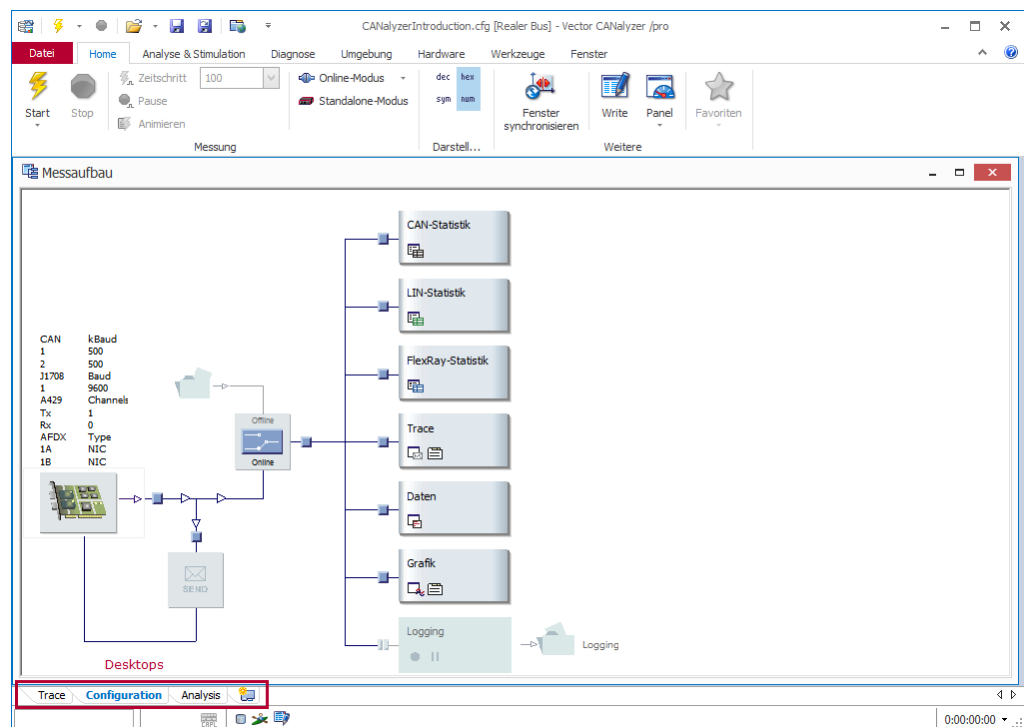 CANalyzerIntroduction.cfg [Realer Bus] - Vector CANalyzer /pro
Datei Home Analyse & Stimulation Diagnose Umgebung Hardware Werkzeuge Fenster
Start
Stop
Zeitschritt 100
Pause
Animieren
Messung
Online-Modus
Standalone-Modus
dec hex
sym num
Darstell...
Fenster
synchronisieren
Write
Panel
Favoriten
Weitere
Messaufbau
CAN-Statistik
LIN-Statistik
FlexRay-Statistik
CAN kBaud
1 500
2 500
J1708 Baud
1 9600
A429 Channels
Tx 1
Rx 0
AFDX Type
1A NIC
1B NIC
Offline
Online
Trace
Daten
SEND
Grafik
Logging
Logging
Desktops
Trace Configuration Analysis
CAPL
0:00:00:00